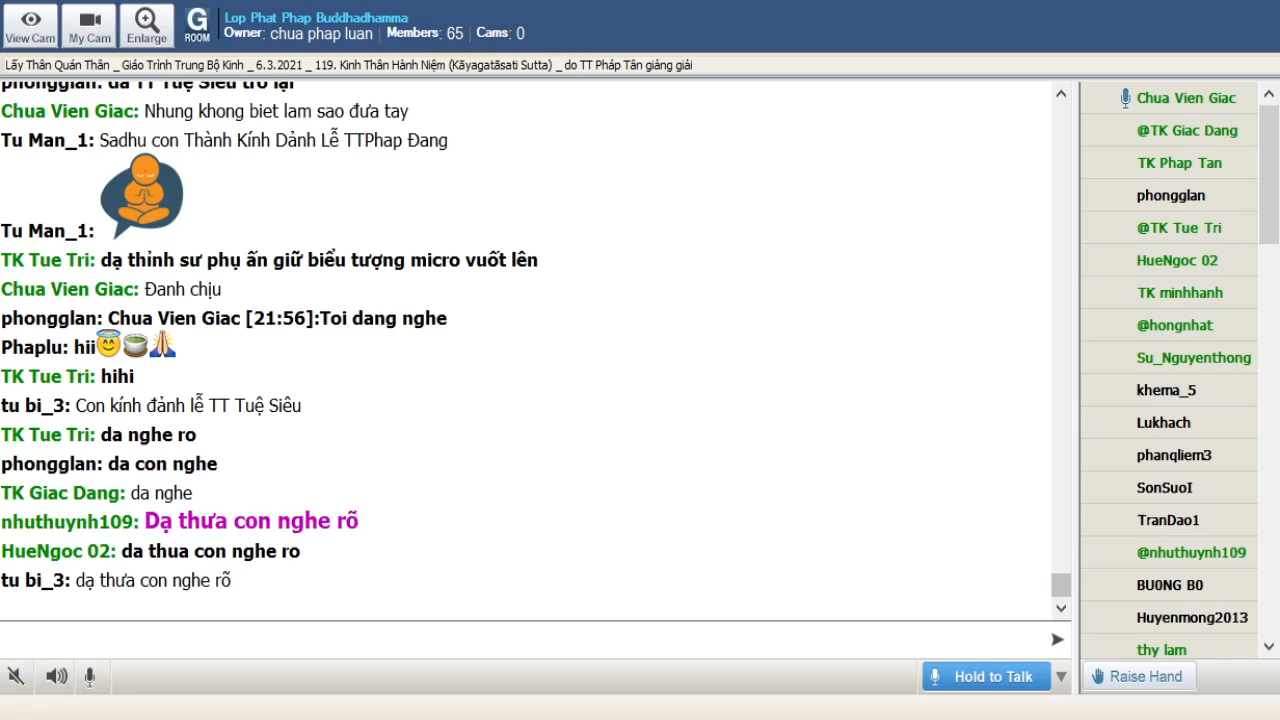 View Cam
My Cam
Enlarge
G
ROOM
Lop Phat Phap Buddhadhamma
Owner: chua phap luan | Members: 65 | Cams: 0
Lấy Thân Quán Thân _ Giáo Trình Trung Bộ Kinh _ 6.3.2021 _ 119. Kinh Thân Hành Niệm (Kāyagatāsati Sutta) _ do TT Pháp Tân giảng giải
phongglan: da TT Tuệ Siêu trở lại
Chua Vien Giac: Nhung khong biet lam sao đưa tay
Tu Man_1: Sadhu con Thành Kính Dảnh Lễ TTPhap Đang
Tu Man_1:
TK Tue Tri: dạ thỉnh sư phụ ấn giữ biểu tượng micro vuốt lên
Chua Vien Giac: Đanh chịu
phongglan: Chua Vien Giac [21:56]:Toi dang nghe
Phaplu: hii😇🍵🙏
TK Tue Tri: hihi
tu bi_3: Con kính đảnh lễ TT Tuệ Siêu
TK Tue Tri: da nghe ro
phongglan: da con nghe
TK Giac Dang: da nghe
nhuthuynh109: Dạ thưa con nghe rõ
HueNgoc 02: da thua con nghe ro
tu bi_3: dạ thưa con nghe rõ
Hold to Talk
Chua Vien Giac
@TK Giac Dang
TK Phap Tan
phongglan
@TK Tue Tri
HueNgoc 02
TK minhhanh
@hongnhat
Su_Nguyenthong
khema_5
Lukhach
phanqliem3
SonSuoI
TranDao1
@nhuthuynh109
BU0NG B0
Huyenmong2013
thy lam
Raise Hand